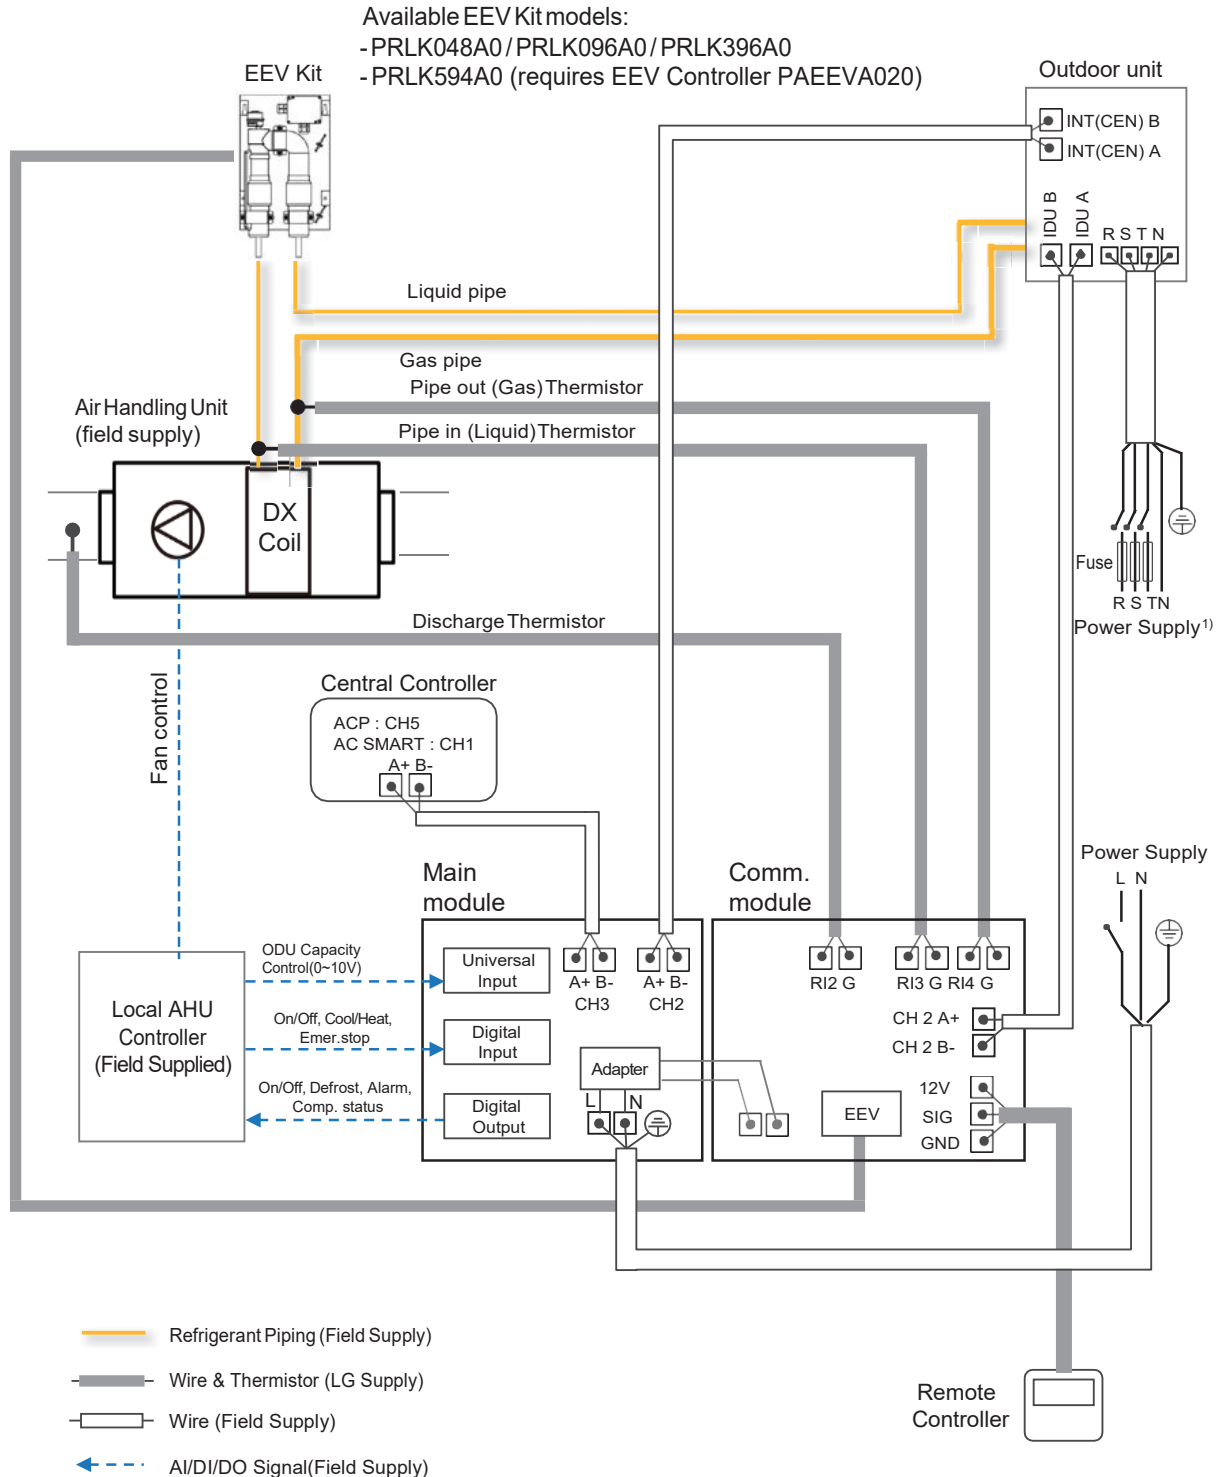 Available EEV Kit models:
- PRLK048A0 / PRLK096A0 / PRLK396A0
- PRLK594A0 (requires EEV Controller PAEEVA020)
EEV Kit
Outdoor unit
INT(CEN) B
INT(CEN) A
IDU B
IDU A
R S T N
Liquid pipe
Gas pipe
Pipe out (Gas) Thermistor
Pipe in (Liquid) Thermistor
Air Handling Unit
(field supply)
DX
Coil
Fuse
R S TN
Power Supply 1)
Discharge Thermistor
Fan control
Central Controller
ACP : CH5
AC SMART : CH1
A+ B-
Main
module
Comm.
module
Power Supply
L N
ODU Capacity
Control(0~10V)
Universal
Input
A+ B-
CH3
A+ B-
CH2
RI2 G
RI3 G
RI4 G
Local AHU
Controller
(Field Supplied)
On/Off, Cool/Heat,
Emer.stop
Digital
Input
CH 2 A+
CH 2 B-
Adapter
L N
On/Off, Defrost, Alarm,
Comp. status
Digital
Output
EEV
12V
SIG
GND
Refrigerant Piping (Field Supply)
Wire & Thermistor (LG Supply)
Wire (Field Supply)
AI/DI/DO Signal(Field Supply)
Remote
Controller